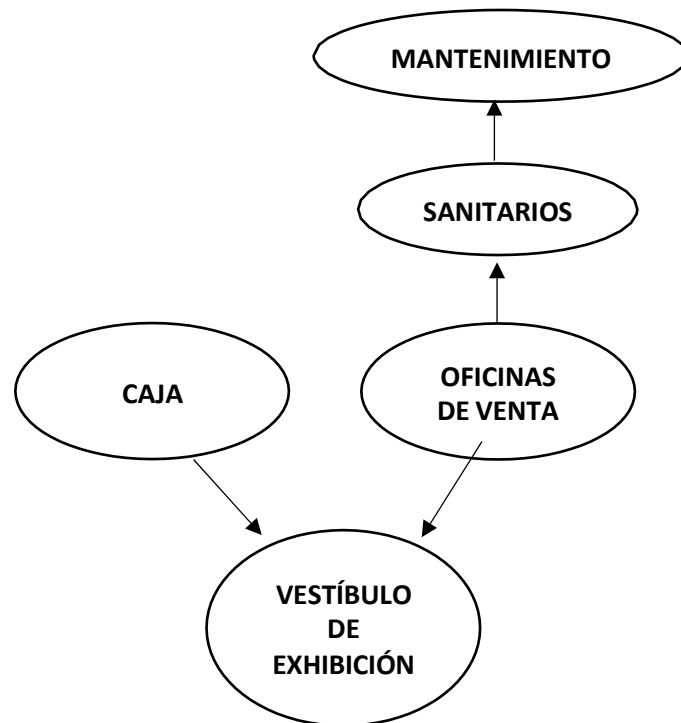 MANTENIMIENTO
SANITARIOS
CAJA
OFICINAS
DE VENTA
VESTÍBULO
DE
EXHIBICIÓN